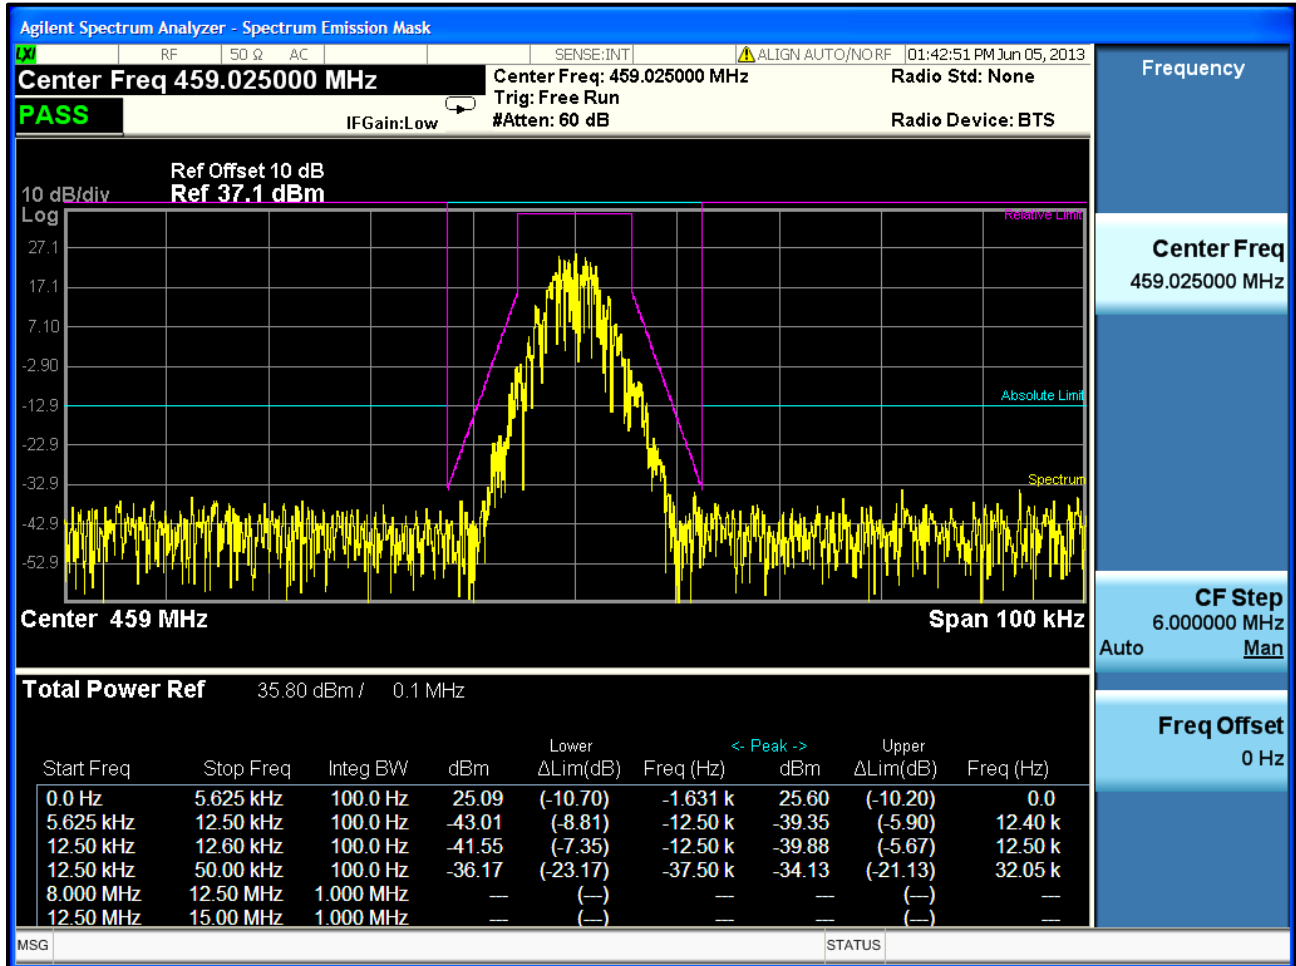 Agilent Spectrum Analyzer - Spectrum Emission Mask
LXI RF 50 Ω AC SENSE:INT ALIGN AUTO/NO RF 01:42:51 PM Jun 05, 2013
Center Freq 459.025000 MHz Center Freq: 459.025000 MHz Radio Std: None
Trig: Free Run
PASS IFGain:Low #Atten: 60 dB Radio Device: BTS
Ref Offset 10 dB
10 dB/div Ref 37.1 dBm
Log
Relative Limit
27.1
17.1
7.10
-2.90
Absolute Limit
-12.9
-22.9
-32.9
Spectrum
-42.9
-52.9
Center 459 MHz Span 100 kHz
Total Power Ref 35.80 dBm / 0.1 MHz
Lower <- Peak -> Upper
Start Freq Stop Freq Integ BW dBm ΔLim(dB) Freq (Hz) dBm ΔLim(dB) Freq (Hz)
0.0 Hz 5.625 kHz 100.0 Hz 25.09 (-10.70) -1.631 k 25.60 (-10.20) 0.0
5.625 kHz 12.50 kHz 100.0 Hz -43.01 (-8.81) -12.50 k -39.35 (-5.90) 12.40 k
12.50 kHz 12.60 kHz 100.0 Hz -41.55 (-7.35) -12.50 k -39.88 (-5.67) 12.50 k
12.50 kHz 50.00 kHz 100.0 Hz -36.17 (-23.17) -37.50 k -34.13 (-21.13) 32.05 k
8.000 MHz 12.50 MHz 1.000 MHz --- (---) --- --- (---) ---
12.50 MHz 15.00 MHz 1.000 MHz --- (---) --- --- (---) ---
MSG STATUS
Frequency
Center Freq
459.025000 MHz
CF Step
6.000000 MHz
Auto Man
Freq Offset
0 Hz